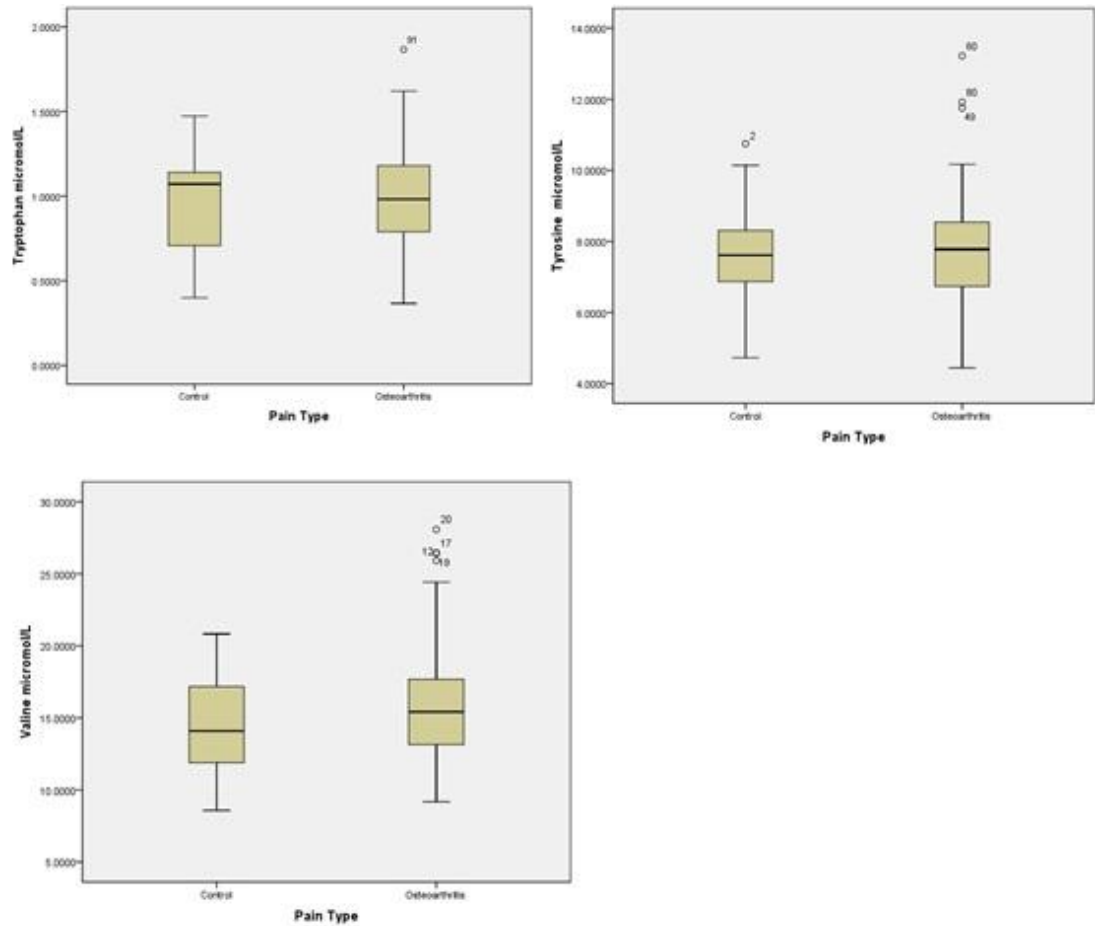 2.0000
1.5000
1.0000
0.5000
0.0000
Tryptophan micromol/L
91
Control
Osteoarthritis
Pain Type
14.0000
12.0000
10.0000
8.0000
6.0000
4.0000
Tyrosine micromol/L
2
60
80
49
Control
Osteoarthritis
Pain Type
30.0000
25.0000
20.0000
15.0000
10.0000
5.0000
Valine micromol/L
20
17
19
Control
Osteoarthritis
Pain Type